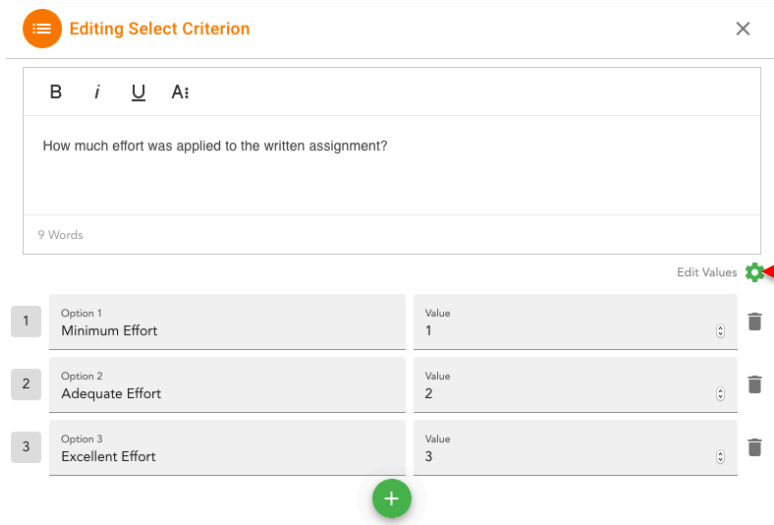 Editing Select Criterion
B i U A
How much effort was applied to the written assignment?
9 Words
Edit Values
1 Option 1 Value
Minimum Effort 1
2 Option 2 Value
Adequate Effort 2
3 Option 3 Value
Excellent Effort 3